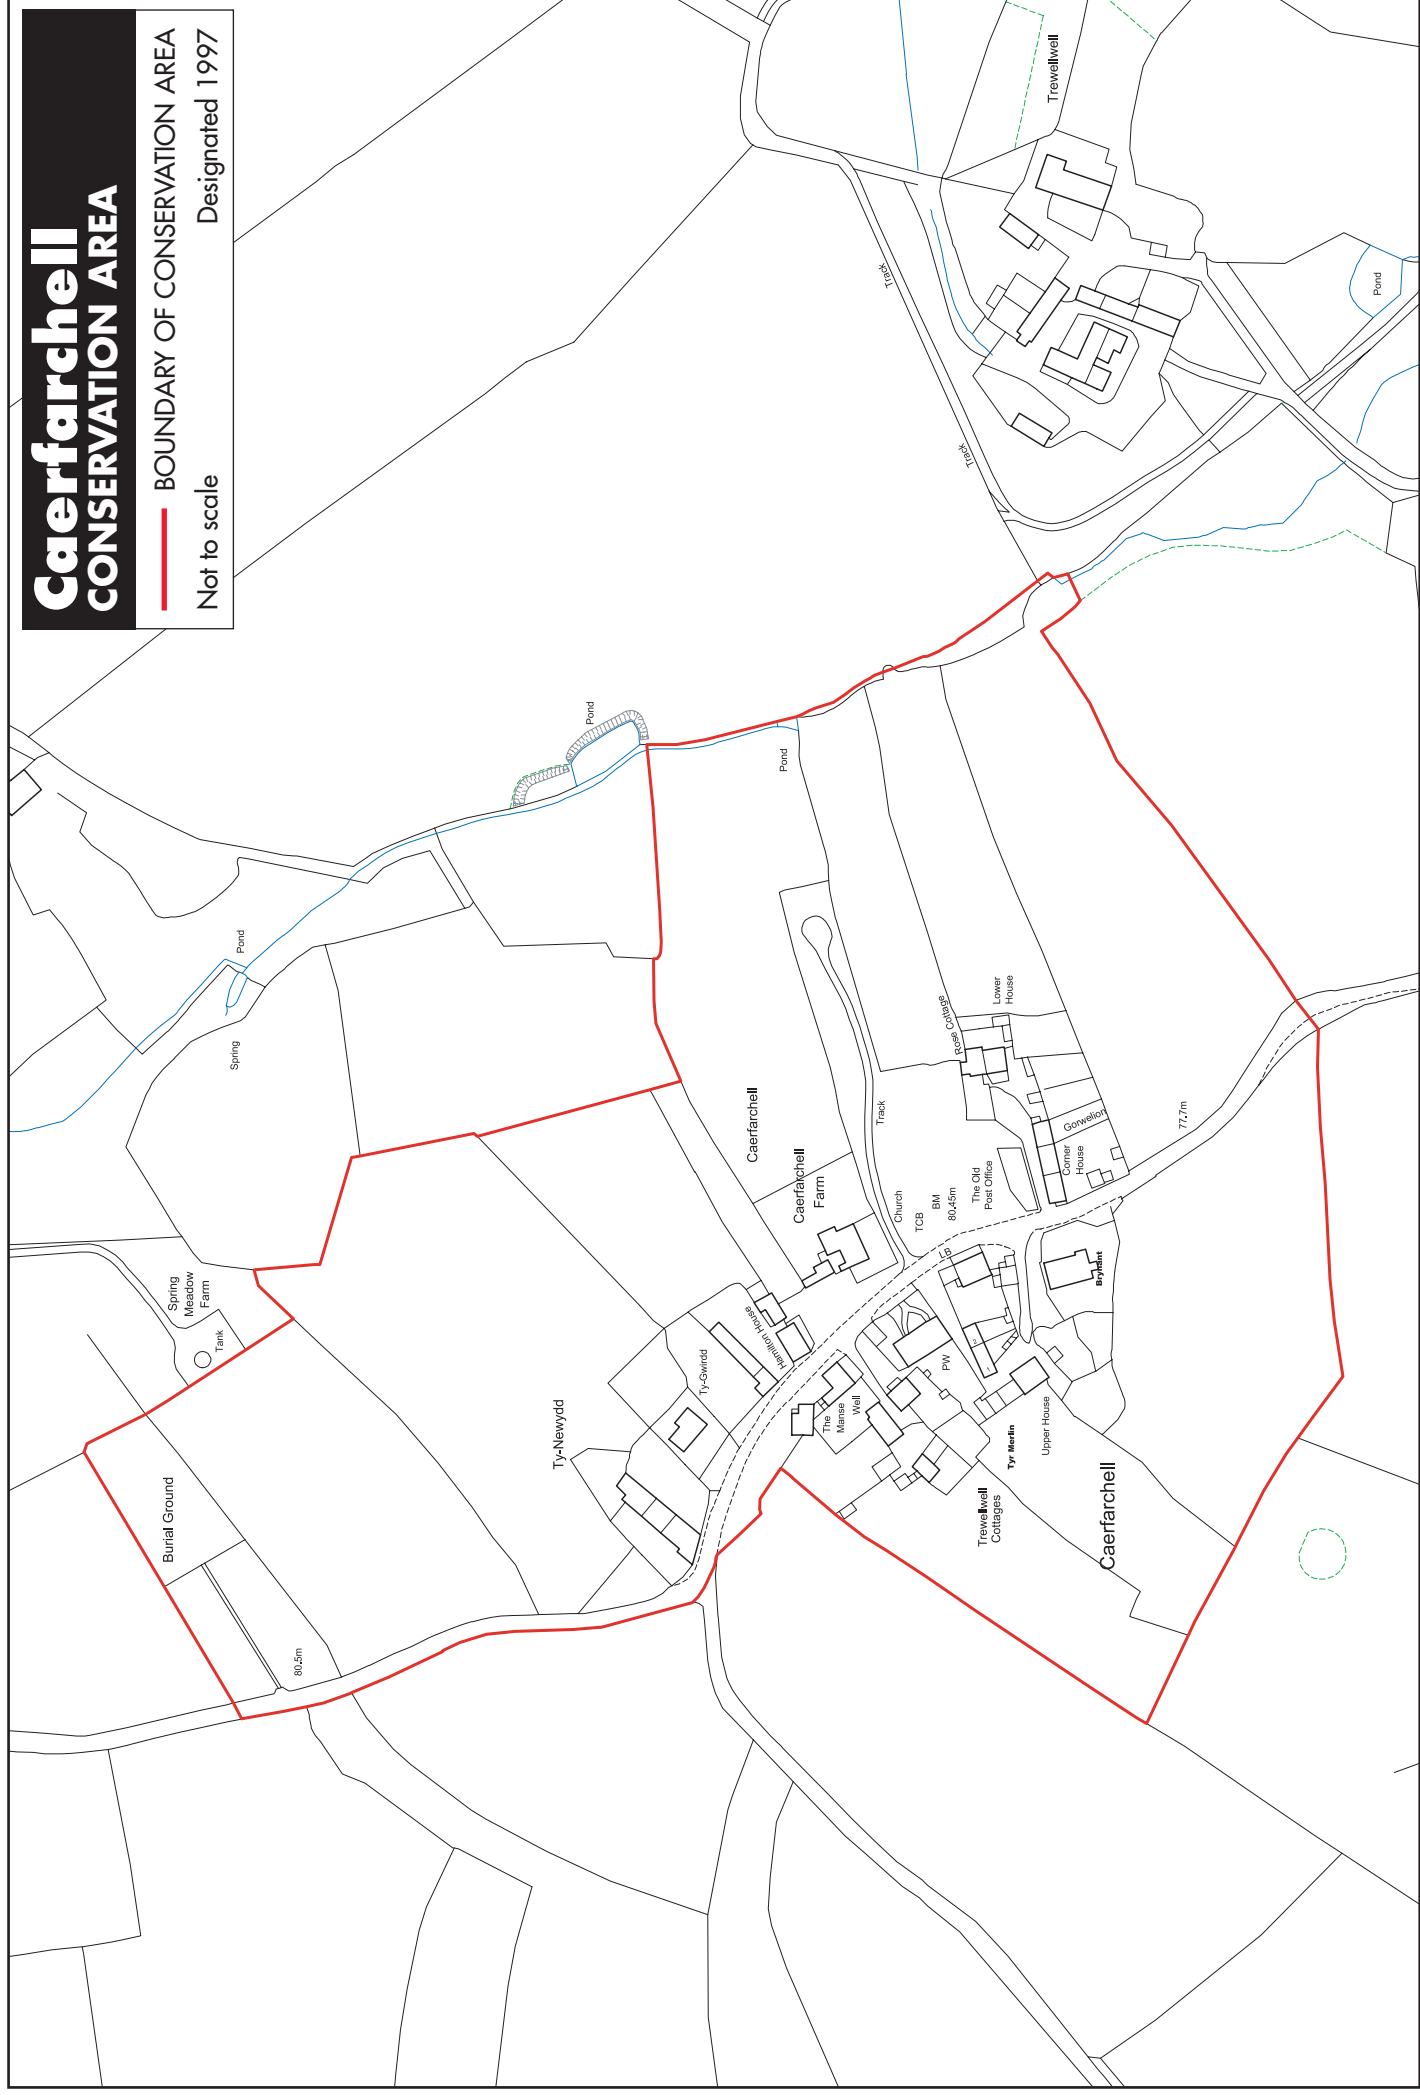 Caerfarchell
CONSERVATION AREA
BOUNDARY OF CONSERVATION AREA
Not to scale
Designated 1997
Trewellwell
Track
Track
Pond
Pond
Pond
Pond
Spring
Spring
Meadow
Farm
Tank
Burial Ground
80.5m
Ty-Newydd
Ty-Gwirdd
Hamilton House
Caerfarchell
Caerfarchell
Farm
Track
Church
TCB
BM
80.45m
The Old
Post Office
Rose Cottage
Lower
House
Gorwelion
Corner
House
77.7m
LB
Brynant
The
Manse
Well
PW
2
1
Tyr Merlin
Upper House
Trewellwell
Cottages
Caerfarchell